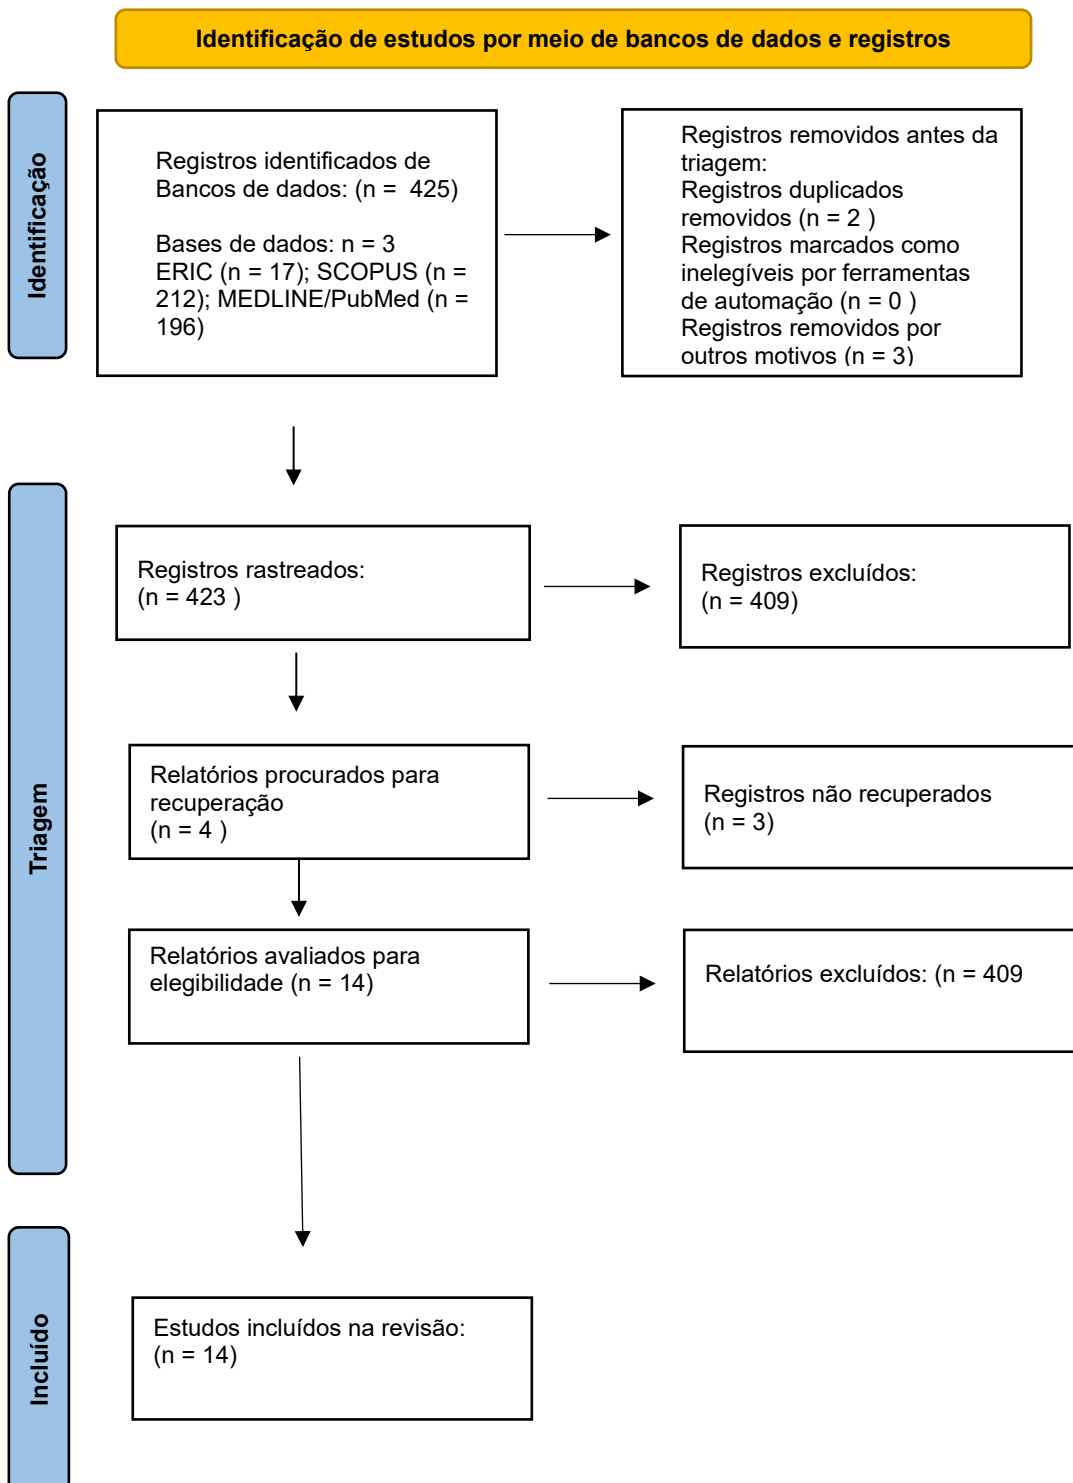 Identificação de estudos por meio de bancos de dados e registros
Identificação
Registros identificados de
Bancos de dados: (n =  425)
Bases de dados: n = 3
ERIC (n = 17); SCOPUS (n =
212); MEDLINE/PubMed (n =
196)
Registros removidos antes da
triagem:
Registros duplicados
removidos (n = 2 )
Registros marcados como
inelegíveis por ferramentas
de automação (n = 0 )
Registros removidos por
outros motivos (n = 3)
Triagem
Registros rastreados:
(n = 423 )
Registros excluídos:
(n = 409)
Relatórios procurados para
recuperação
(n = 4 )
Registros não recuperados
(n = 3)
Relatórios avaliados para
elegibilidade (n = 14)
Relatórios excluídos: (n = 409
Incluído
Estudos incluídos na revisão:
(n = 14)